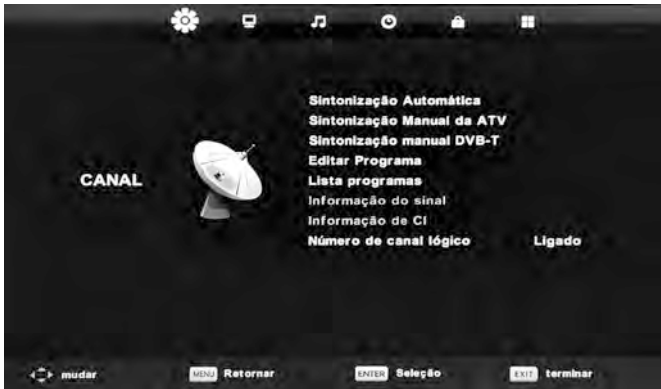 Sintonização Automática
Sintonização Manual da ATV
Sintonização manual DVB-T
Editar Programa
CANAL
Lista programas
Informação do sinal
Informação de CI
Número de canal lógico Ligado
mudar MENU Retornar ENTER Seleção EXIT terminar